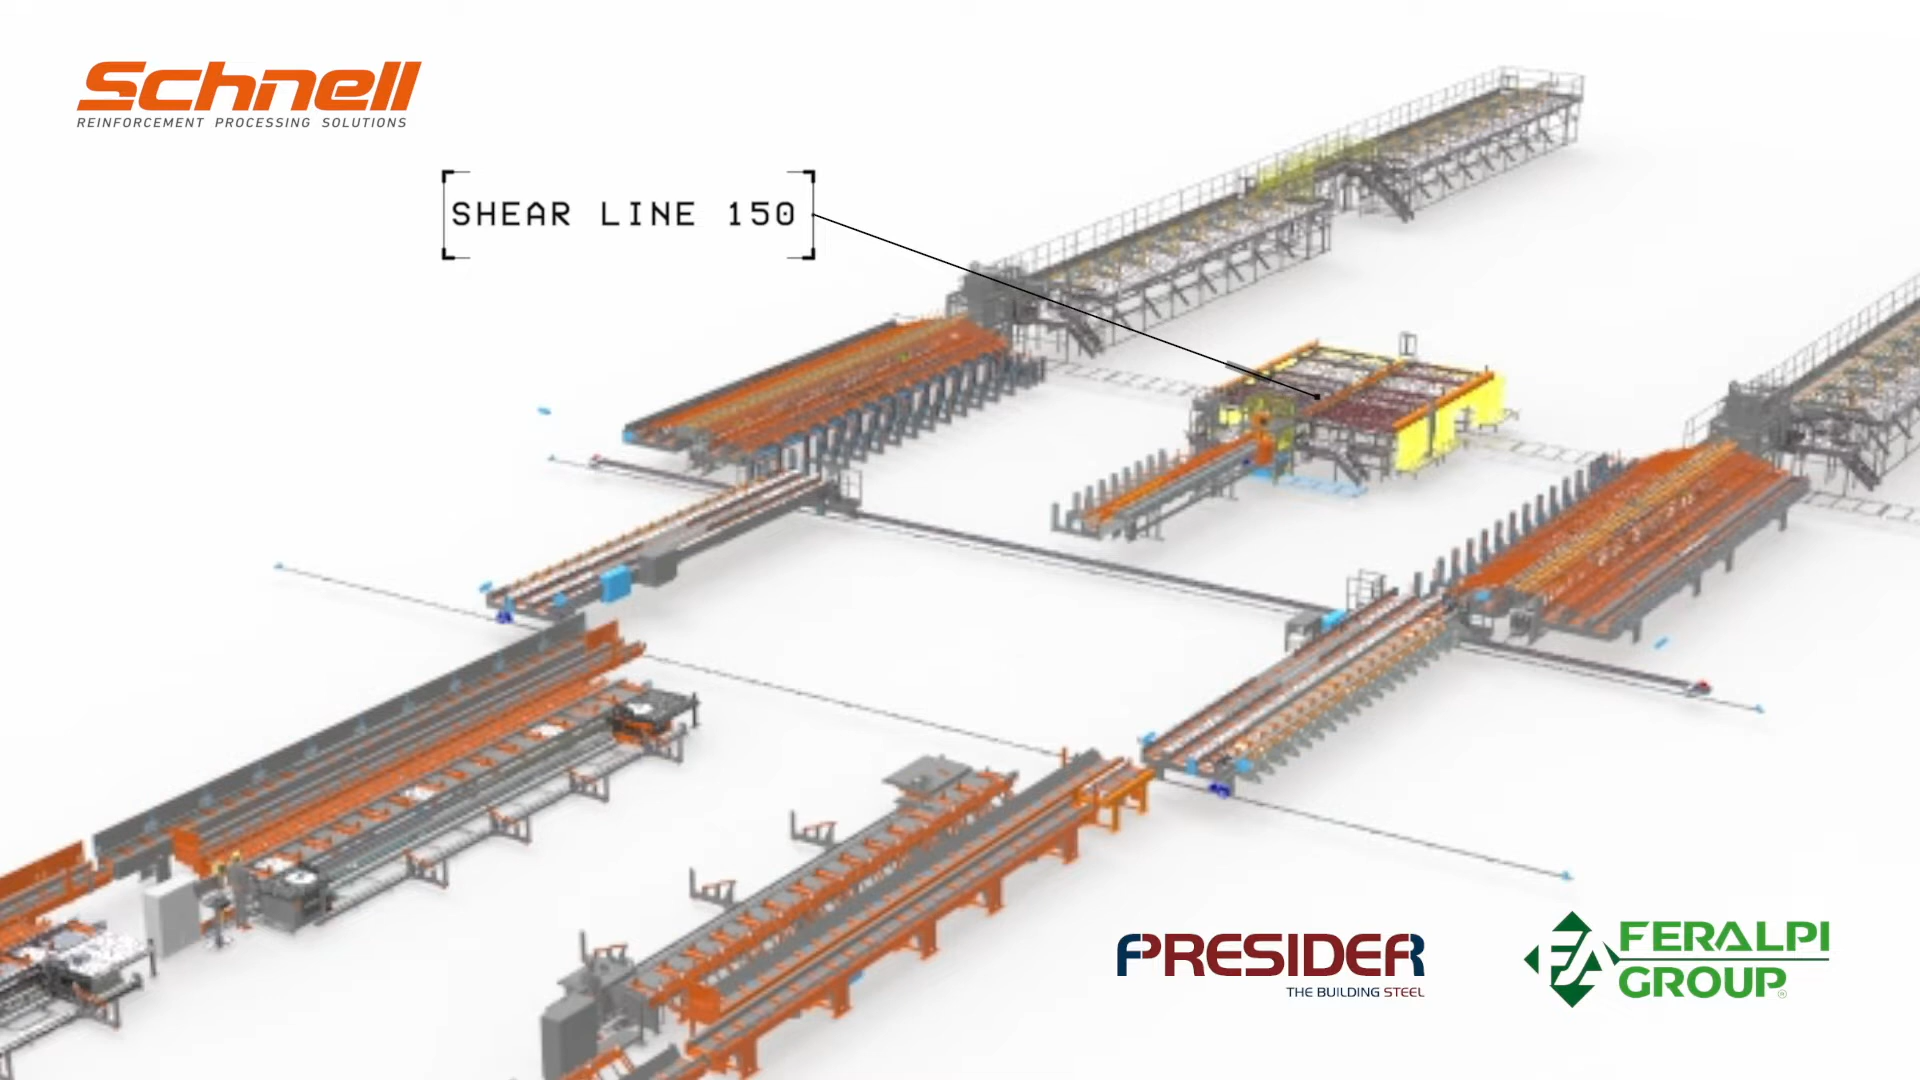 Schnell
REINFORCEMENT PROCESSING SOLUTIONS
SHEAR LINE 150
PRESIDER
THE BUILDING STEEL
FERALPI
GROUP®